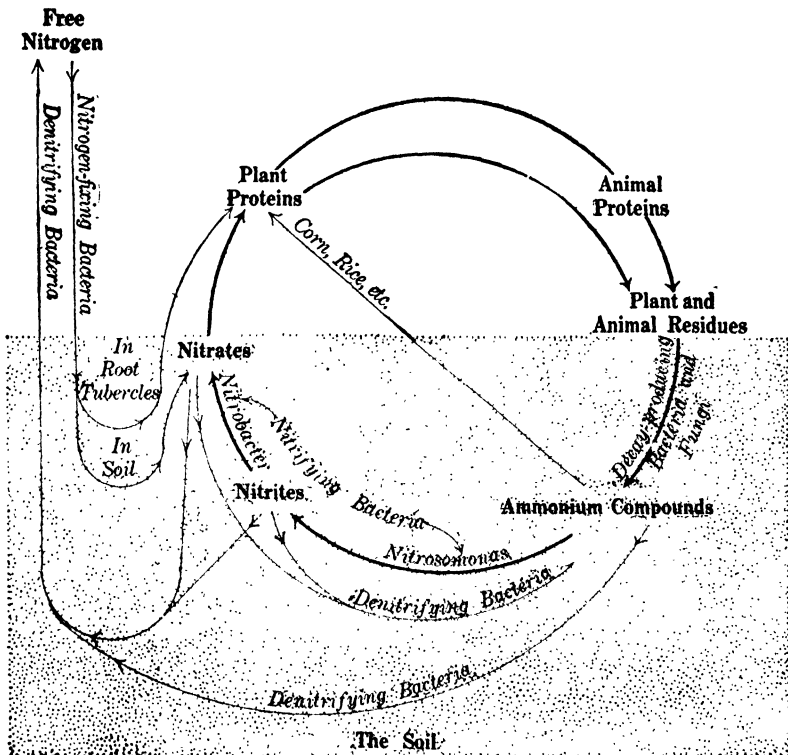 Free
Nitrogen
Denitrifying Bacteria
Nitrogen-fixing Bacteria
Plant
Proteins
Animal
Proteins
Corn, Rice, etc.
Plant and
Animal Residues
In
Root
Tubercles
In
Soil
Nitrates
Nitrobacter
Nitrifying Bacteria
Nitrites
Nitrosomonas
Decay-producing
Bacteria and
Fungi
Ammonium Compounds
Denitrifying Bacteria
Denitrifying Bacteria
The Soil